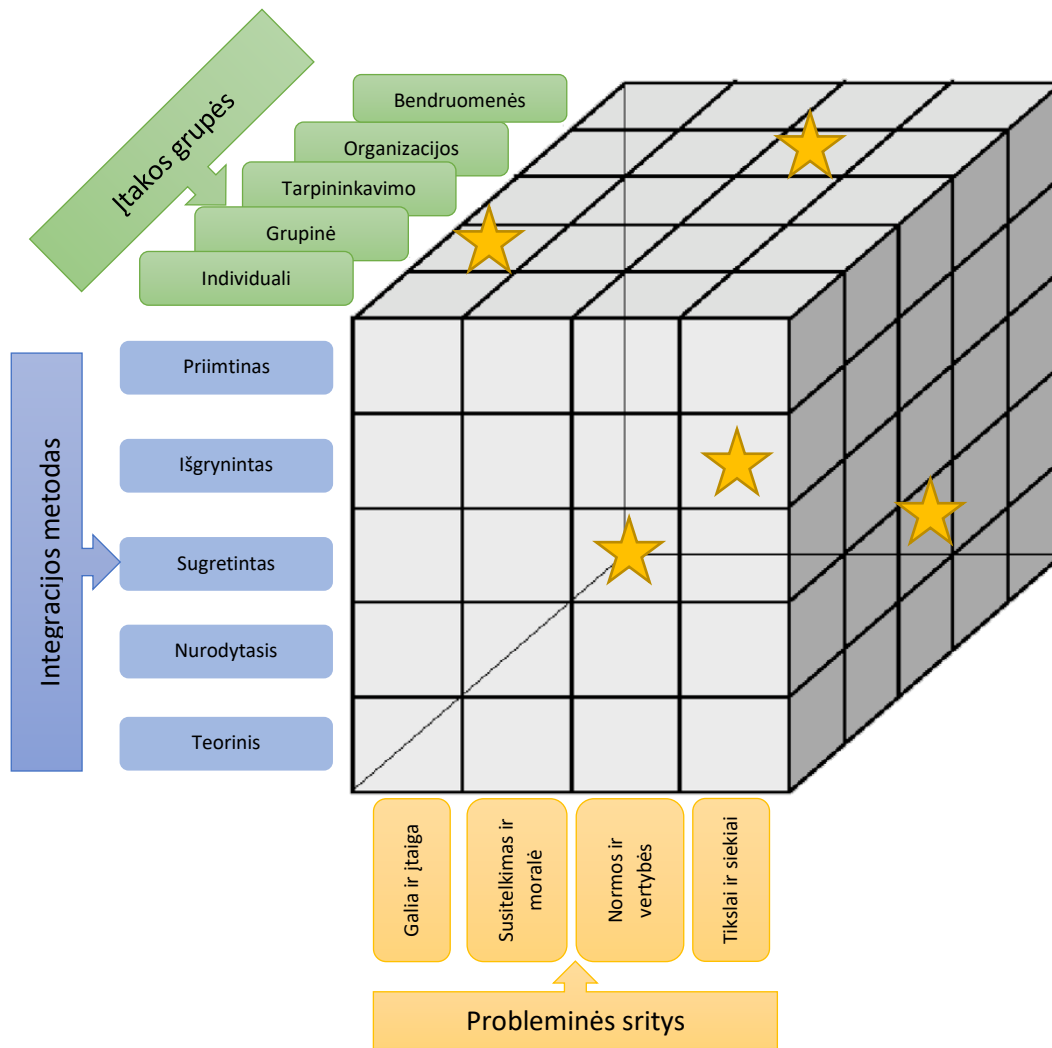 Įtakos grupės
Bendruomenės
Organizacijos
Tarpininkavimo
Grupinė
Individuali
Integracijos metodas
Priimtinas
Išgrynintas
Sugretintas
Nurodytasis
Teorinis
Galia ir įtaiga
Susitelkimas ir
moralė
Normos ir
vertybės
Tikslai ir siekiai
Probleminės sritys